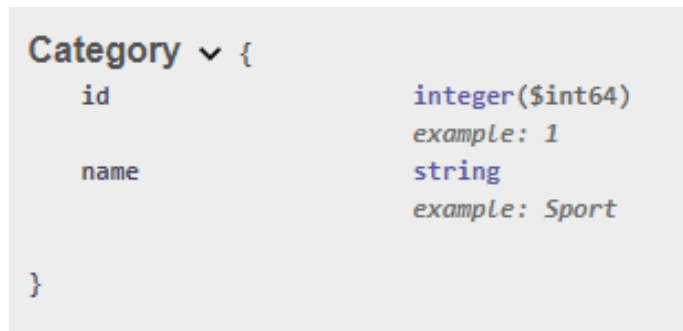 Category {
id integer($int64)
example: 1
name string
example: Sport
}